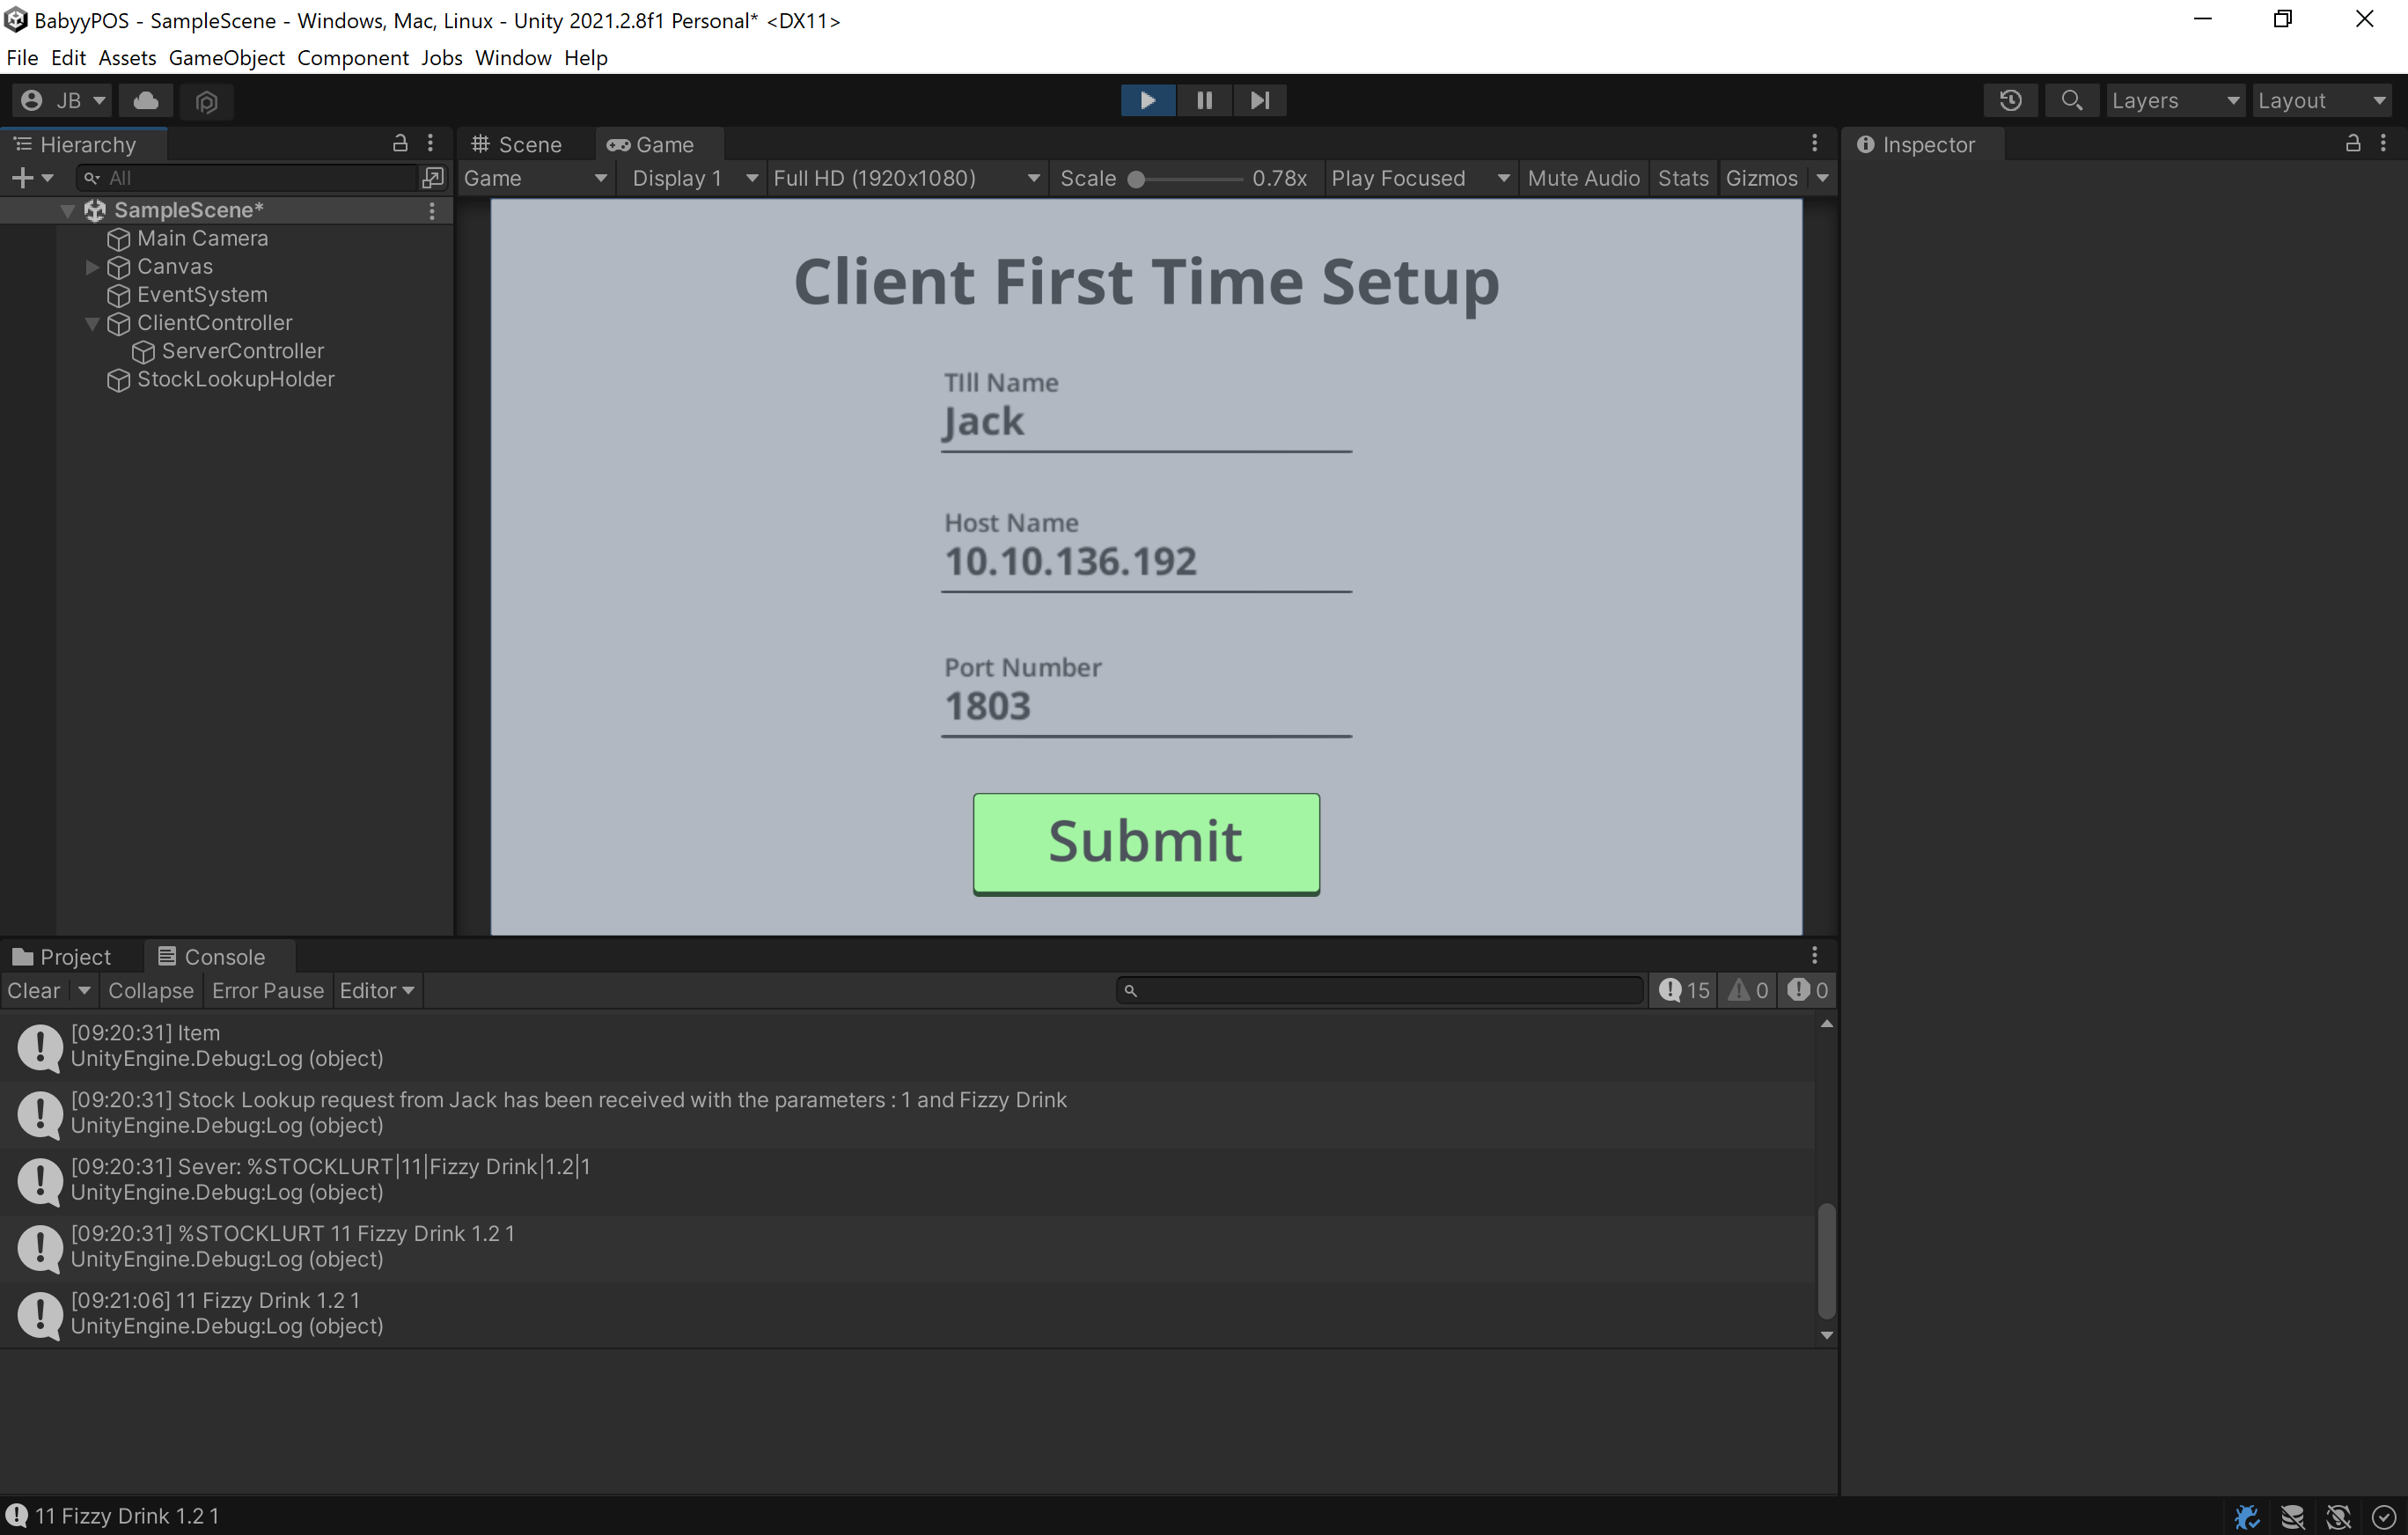 BabyyPOS - SampleScene - Windows, Mac, Linux - Unity 2021.2.8f1 Personal* <DX11>
File Edit Assets GameObject Component Jobs Window Help
JB
Layers
Layout
Hierarchy
Scene
Game
Inspector
All
Game
Display 1
Full HD (1920x1080)
Scale
0.78x
Play Focused
Mute Audio
Stats
Gizmos
SampleScene*
Main Camera
Canvas
EventSystem
ClientController
ServerController
StockLookupHolder
Client First Time Setup
TIll Name
Jack
Host Name
10.10.136.192
Port Number
1803
Submit
Project
Console
Clear
Collapse
Error Pause
Editor
15
0
0
[09:20:31] Item
UnityEngine.Debug:Log (object)
[09:20:31] Stock Lookup request from Jack has been received with the parameters : 1 and Fizzy Drink
UnityEngine.Debug:Log (object)
[09:20:31] Sever: %STOCKLURT|11|Fizzy Drink|1.2|1
UnityEngine.Debug:Log (object)
[09:20:31] %STOCKLURT 11 Fizzy Drink 1.2 1
UnityEngine.Debug:Log (object)
[09:21:06] 11 Fizzy Drink 1.2 1
UnityEngine.Debug:Log (object)
11 Fizzy Drink 1.2 1